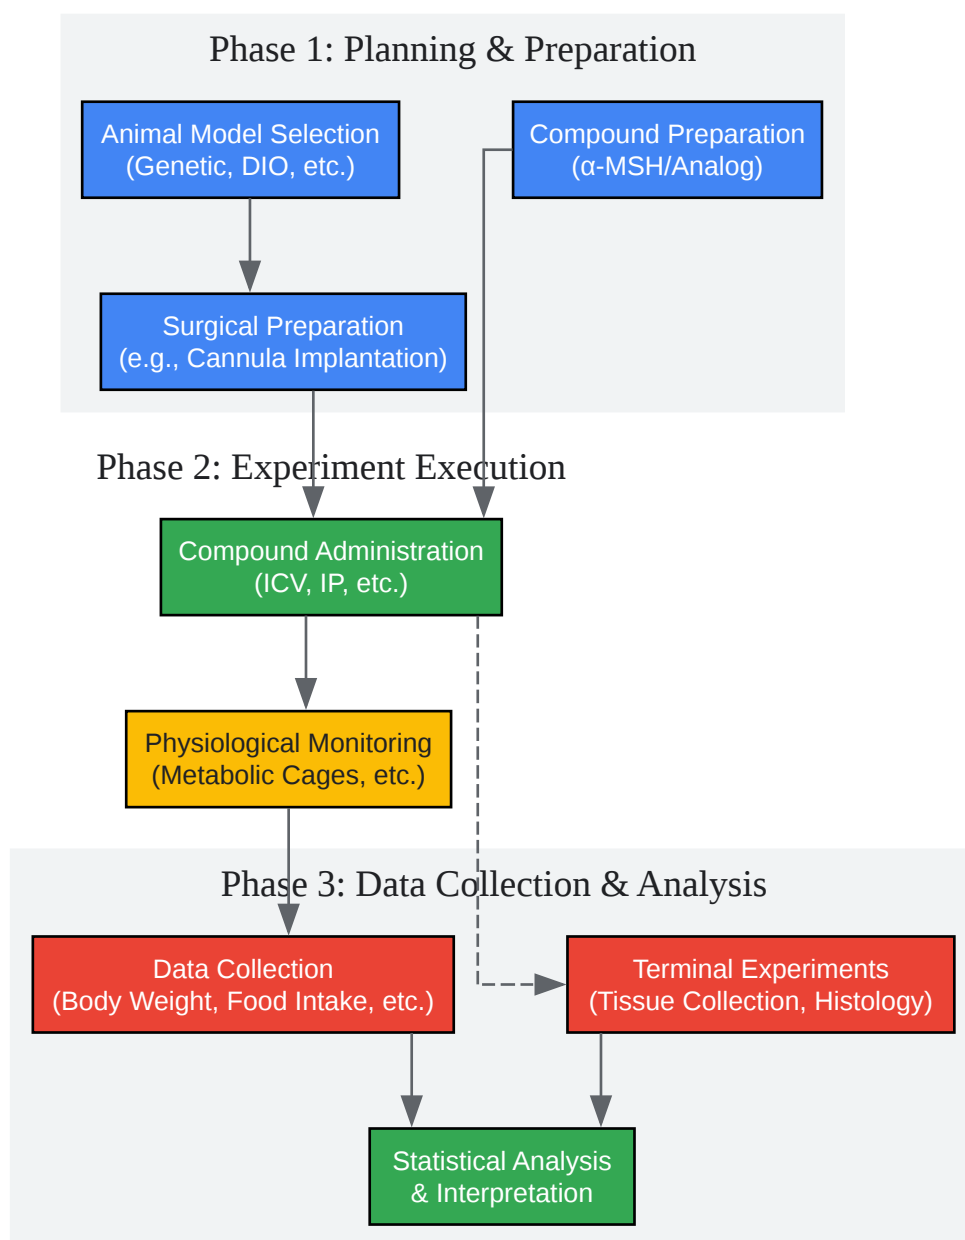 Phase 1: Planning & Preparation
Animal Model Selection
(Genetic, DIO, etc.)
Compound Preparation
(α-MSH/Analog)
Surgical Preparation
(e.g., Cannula Implantation)
Phase 2: Experiment Execution
Compound Administration
(ICV, IP, etc.)
Physiological Monitoring
(Metabolic Cages, etc.)
Phase 3: Data Collection & Analysis
Data Collection
(Body Weight, Food Intake, etc.)
Terminal Experiments
(Tissue Collection, Histology)
Statistical Analysis
& Interpretation